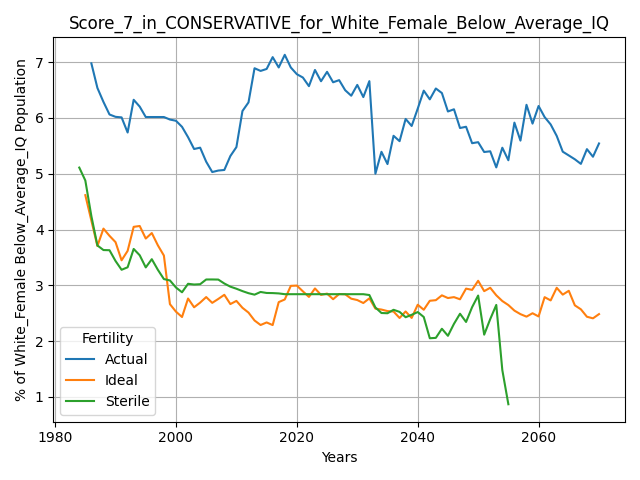 Score_7_in_CONSERVATIVE_for_White_Female_Below_Average_IQ
% of White_Female Below_Average_IQ Population
7
6
5
4
3
2
1
Fertility
Actual
Ideal
Sterile
1980 2000 2020 2040 2060
Years